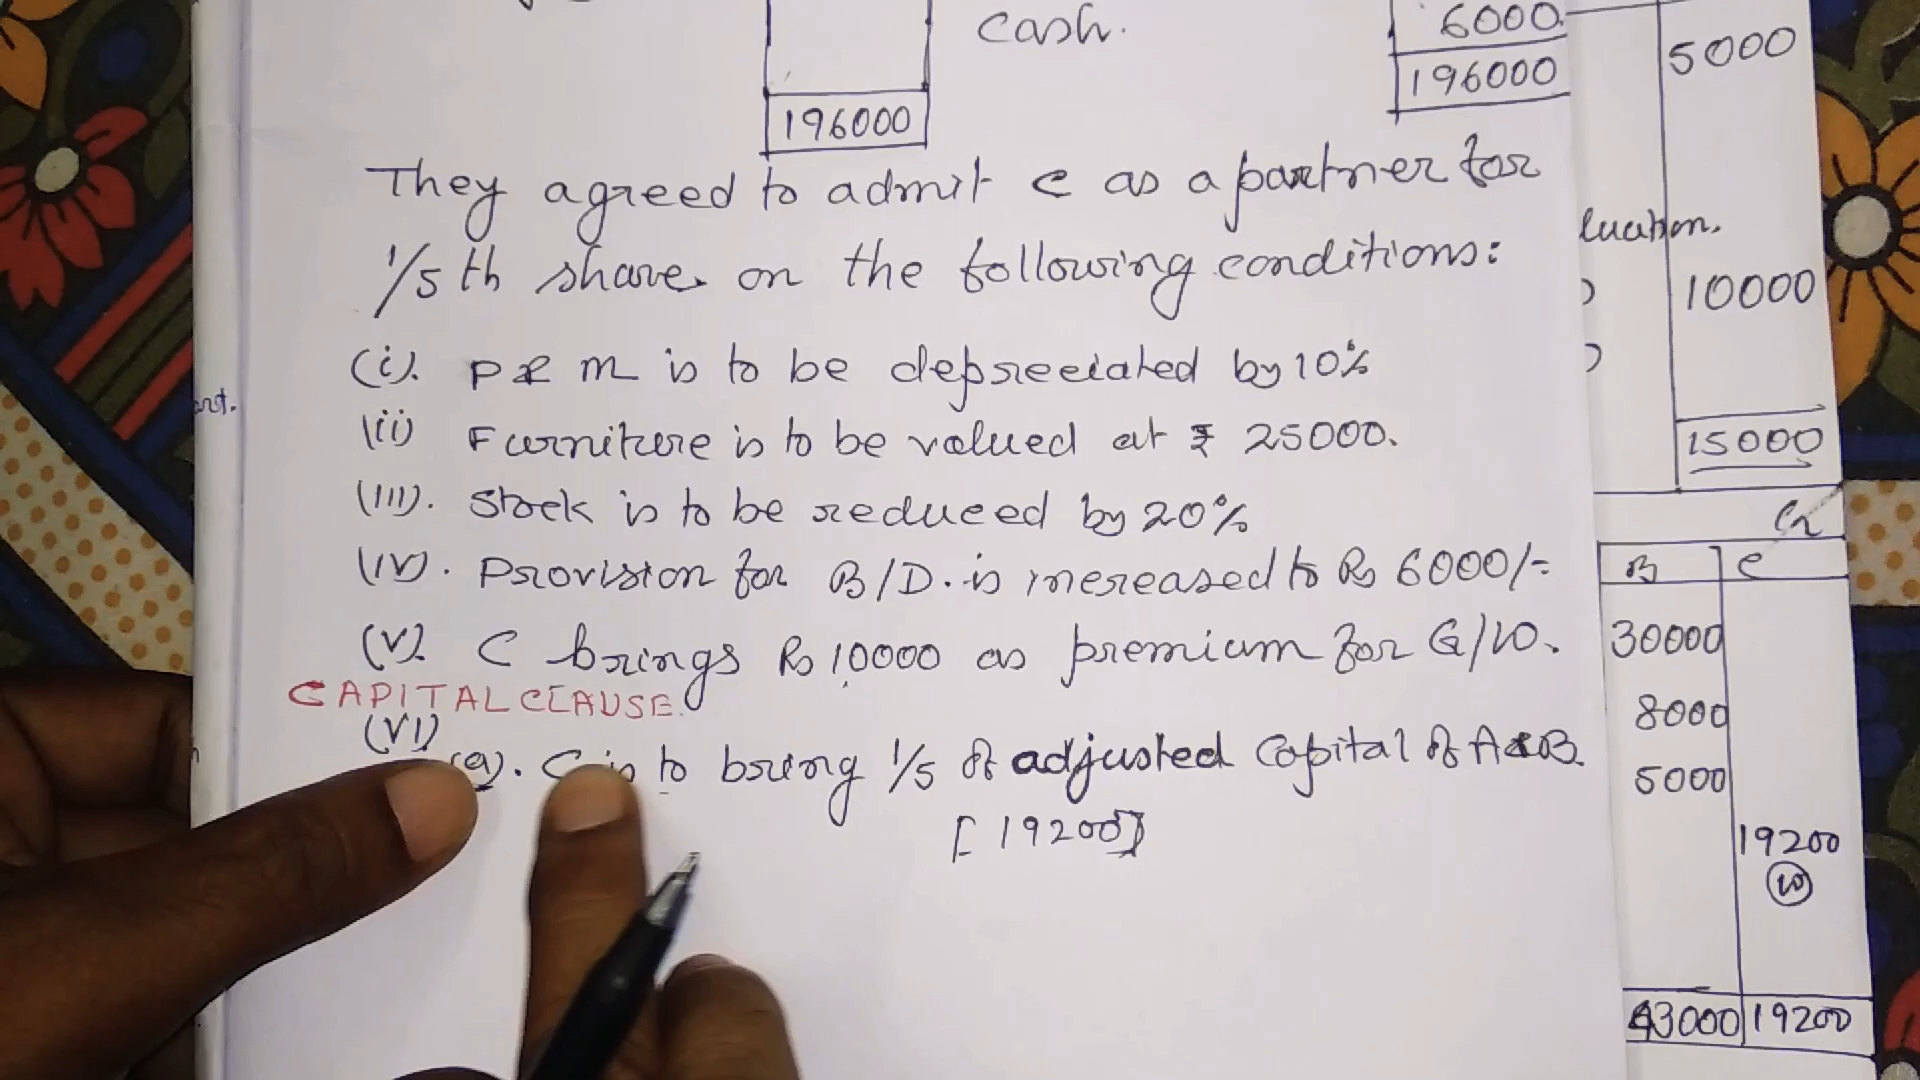 cash.
6000
196000
196000
They agreed to admit C as a partner for
1/5th share on the following conditions:
(i). P & M is to be depreciated by 10%
(ii) Furniture is to be valued at ₹ 25000.
(III). Stock is to be reduced by 20%
(IV). Provision for B/D. is increased to Rs 6000/-
(V). C brings Rs 10000 as premium for G/W.
CAPITAL CLAUSE.
(VI)
(a). C is to bring 1/5 of adjusted Capital of A & B.
[19200]
5000
luation.
10000
15000
Cr
B C
30000
8000
5000
19200
(W)
43000 19200